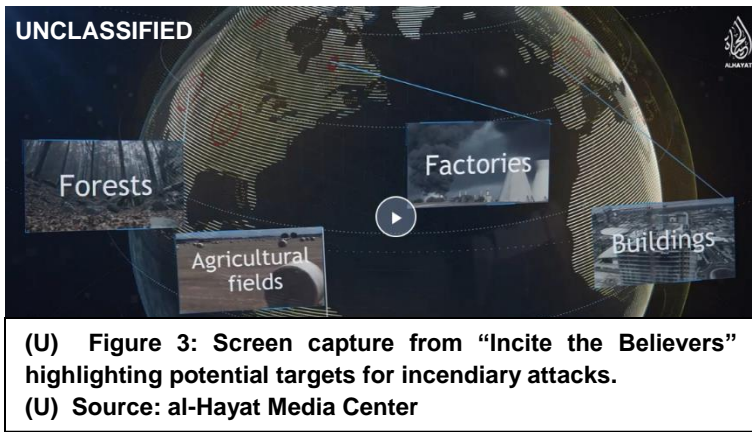 UNCLASSIFIED
ALHAYAT
Forests
Factories
Agricultural
fields
Buildings
(U) Figure 3: Screen capture from “Incite the Believers”
highlighting potential targets for incendiary attacks.
(U) Source: al-Hayat Media Center